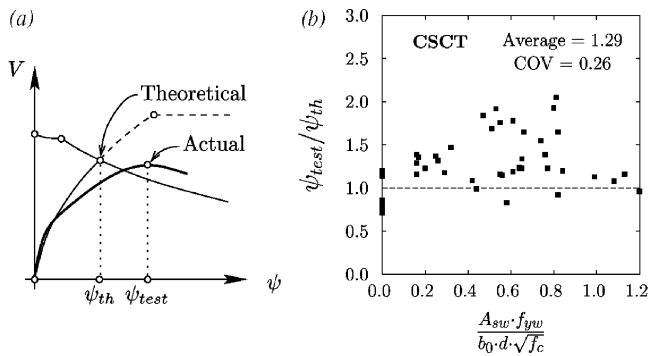 (a)
V
Theoretical
Actual
ψth ψtest ψ
(b)
ψtest/ψth
3.0
2.5
2.0
1.5
1.0
0.5
0.0
CSCT Average = 1.29
COV = 0.26
0.0 0.2 0.4 0.6 0.8 1.0 1.2
Asw·fyw
b0·d·√fc